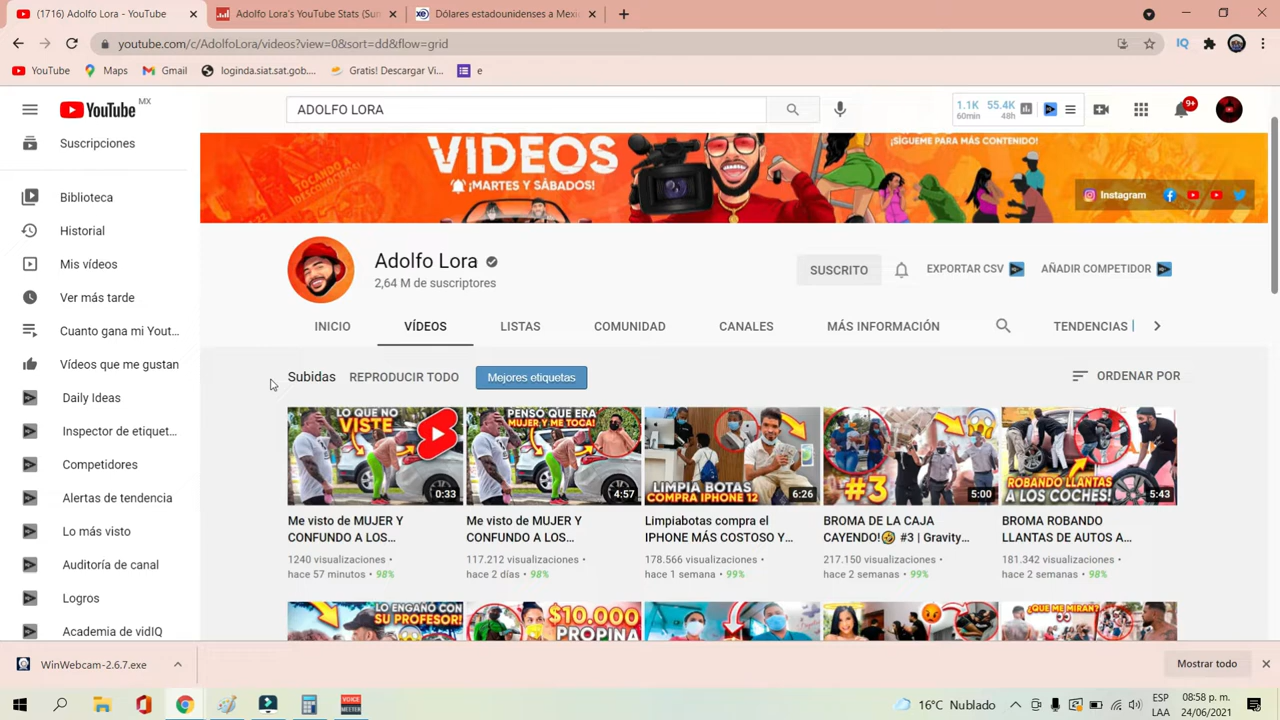 (1716) Adolfo Lora - YouTube
Adolfo Lora's YouTube Stats (Sum
Dólares estadounidenses a Mexi
youtube.com/c/AdolfoLora/videos?view=0&sort=dd&flow=grid
YouTube
Maps
Gmail
loginda.siat.sat.gob....
Gratis! Descargar Vi...
e
YouTube MX
ADOLFO LORA
1.1K 55.4K
60min 48h
9+
Suscripciones
Biblioteca
Historial
Mis vídeos
Ver más tarde
Cuanto gana mi Yout...
Vídeos que me gustan
Daily Ideas
Inspector de etiquet...
Competidores
Alertas de tendencia
Lo más visto
Auditoría de canal
Logros
Academia de vidIQ
VIDEOS
¡MARTES Y SÀBADOS!
¡SÍGUEME PARA MÁS CONTENIDO!
Instagram
Adolfo Lora
2,64 M de suscriptores
SUSCRITO
EXPORTAR CSV
AÑADIR COMPETIDOR
INICIO
VÍDEOS
LISTAS
COMUNIDAD
CANALES
MÁS INFORMACIÓN
TENDENCIAS |
Subidas
REPRODUCIR TODO
Mejores etiquetas
ORDENAR POR
LO QUE NO
VISTE
0:33
Me visto de MUJER Y
CONFUNDO A LOS...
1240 visualizaciones •
hace 57 minutos • 98%
PENSÓ QUE ERA
MUJER,Y ME TOCA!
4:57
Me visto de MUJER Y
CONFUNDO A LOS...
117.212 visualizaciones •
hace 2 días • 98%
LIMPIA BOTAS
COMPRA IPHONE 12
6:26
Limpiabotas compra el
IPHONE MÁS COSTOSO Y...
178.566 visualizaciones •
hace 1 semana • 99%
#3
5:00
BROMA DE LA CAJA
CAYENDO!🤣 #3 | Gravity...
217.150 visualizaciones •
hace 2 semanas • 99%
ROBANDO LLANTAS
A LOS COCHES!
5:43
BROMA ROBANDO
LLANTAS DE AUTOS A...
181.342 visualizaciones •
hace 2 semanas • 98%
LO ENGAÑÓ CON
SU PROFESOR!
$10.000
PROPINA
¿QUE ME MIRAN?
WinWebcam-2.6.7.exe
Mostrar todo
VOICE
MEETER
16°C Nublado
ESP
LAA
08:58 p. m.
24/06/2021